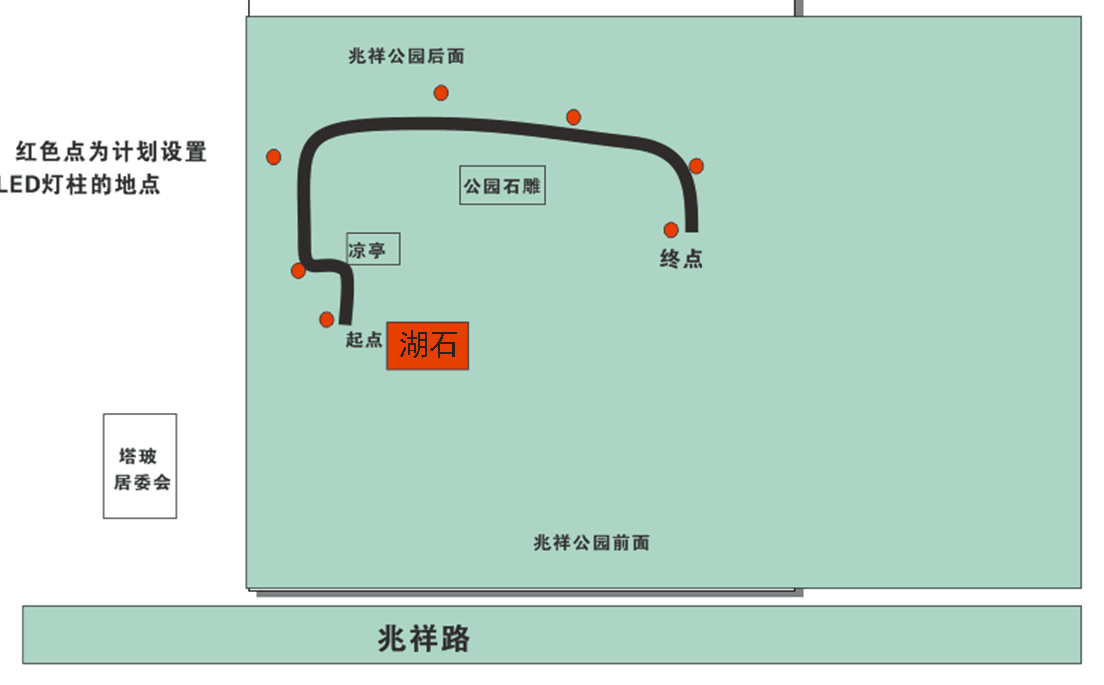 兆祥公园后面
红色点为计划设置
LED灯柱的地点
公园石雕
凉亭
终点
起点
湖石
塔玻
居委会
兆祥公园前面
兆祥路